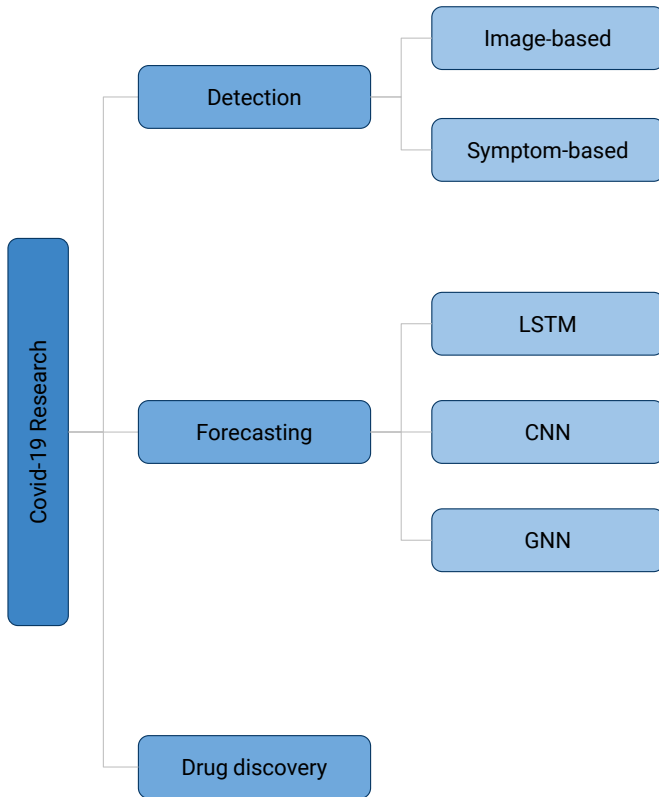 Covid-19 Research
Detection
Image-based
Symptom-based
Forecasting
LSTM
CNN
GNN
Drug discovery